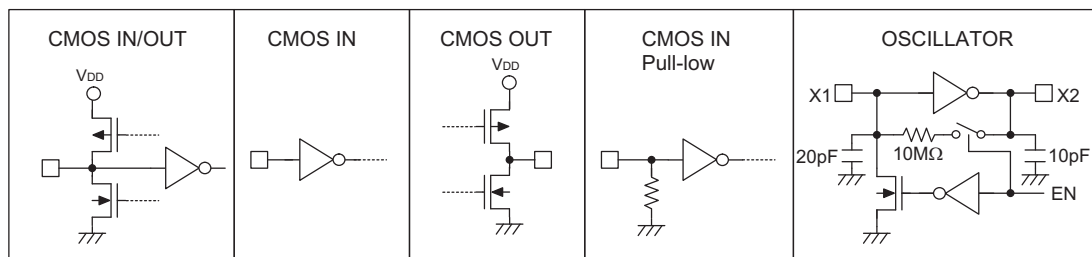 CMOS IN/OUT
VDD
CMOS IN
CMOS OUT
VDD
CMOS IN
Pull-low
OSCILLATOR
X1
X2
20pF
10MΩ
10pF
EN